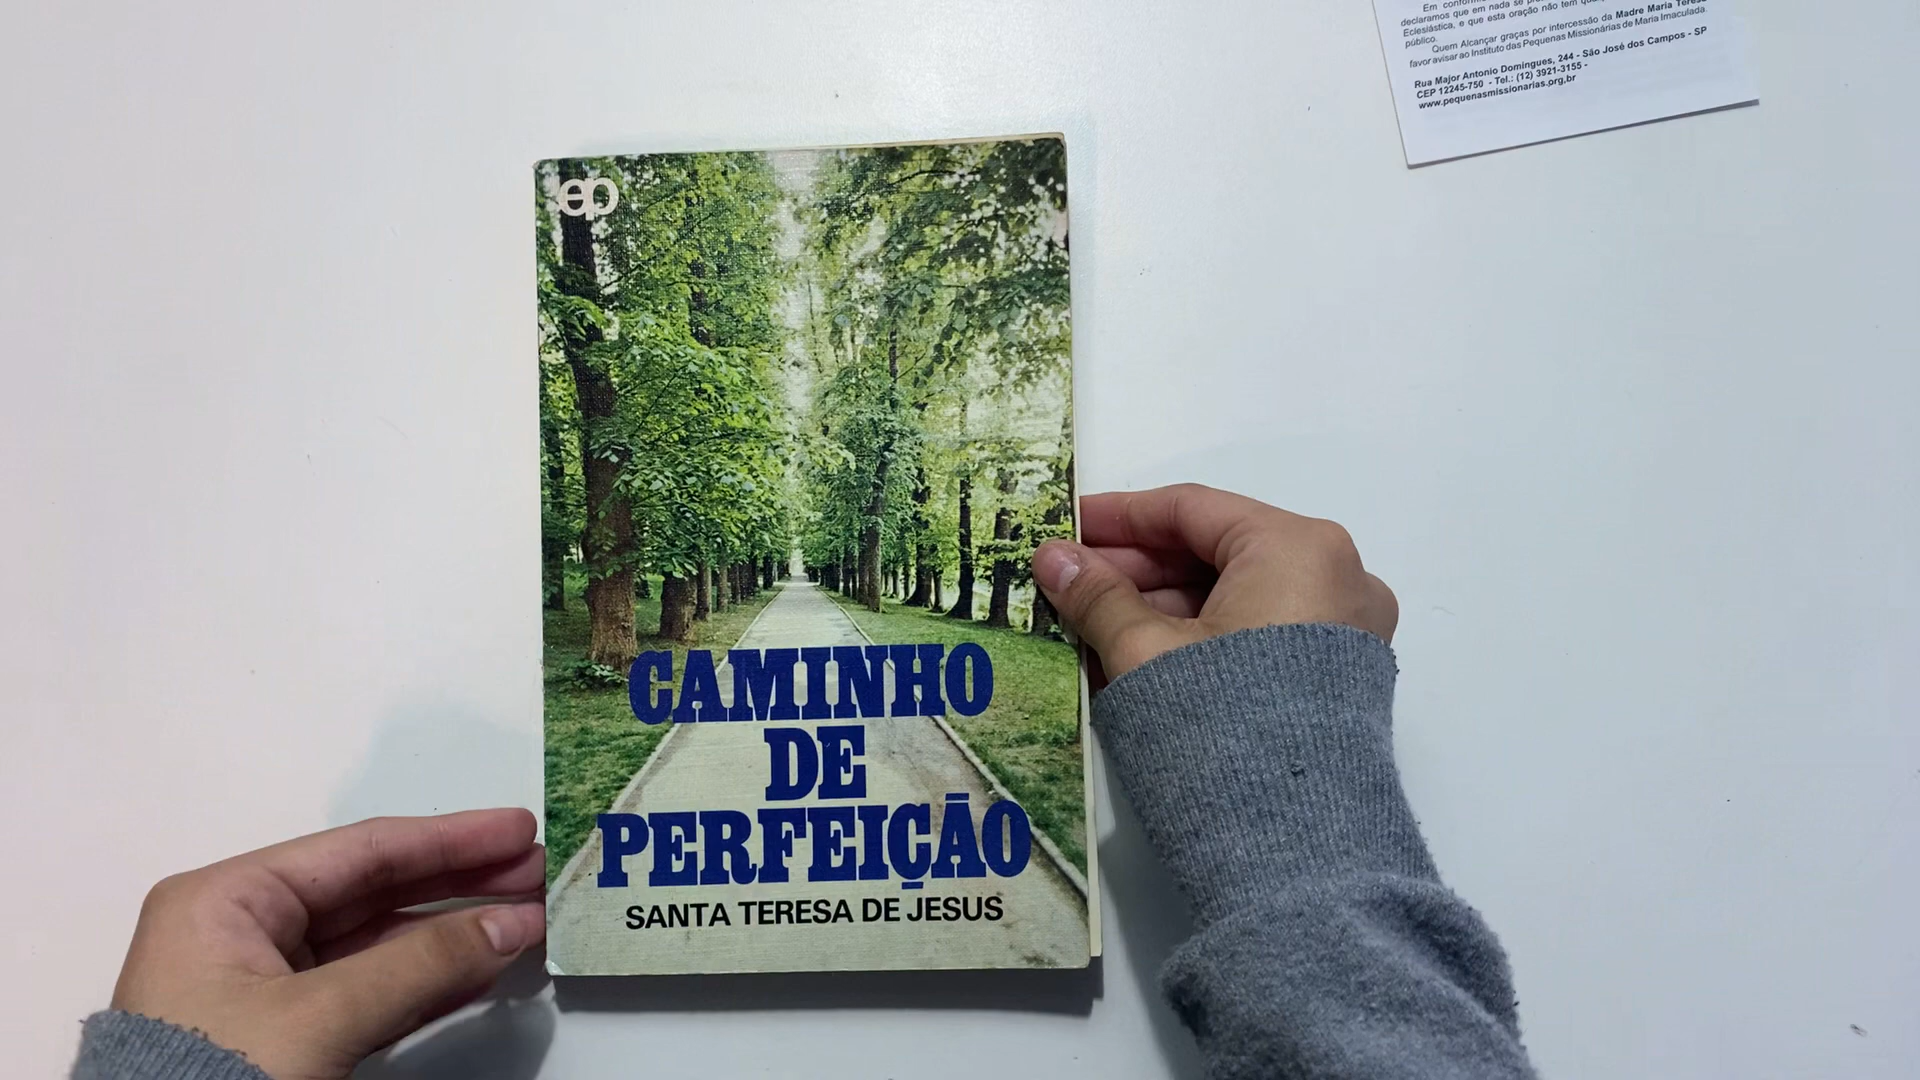 ep
CAMINHO
DE
PERFEIÇÃO
SANTA TERESA DE JESUS
Em
declaramos que em nada se
Eclesiástica, e que esta oração não tem
público.
Quem Alcançar graças por intercessão da Madre Maria Teresa
favor avisar ao Instituto das Pequenas Missionárias de Maria Imaculada.
Rua Major Antonio Domingues, 244 - São José dos Campos - SP
CEP 12245-750 - Tel.: (12) 3921-3155 -
www.pequenasmissionarias.org.br